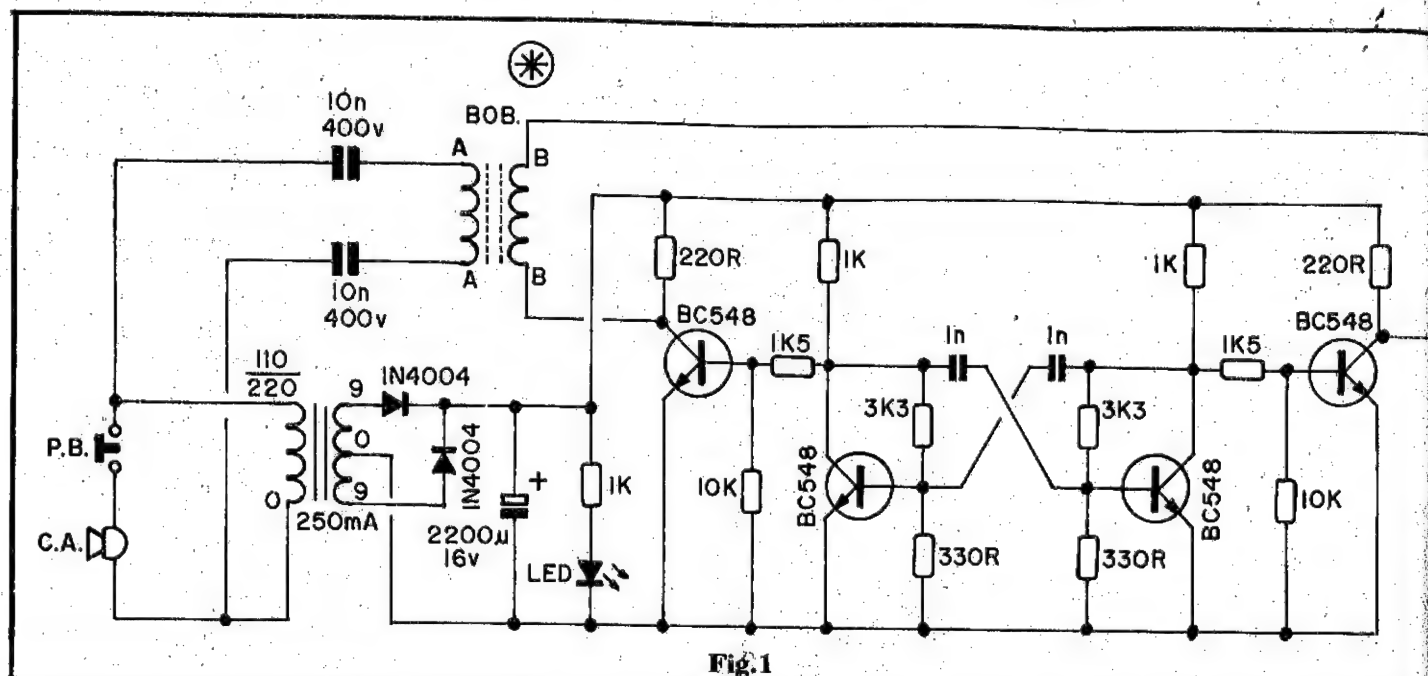 10n
400v
BOB.
A
B
10n
400v
A
B
220R
1K
1K
220R
BC548
BC548
1K5
1n
1n
1K5
110
220
9
1N4004
0
1N4004
9
0
250mA
P.B.
C.A.
+
2200µ
16v
1K
LED
10K
3K3
3K3
BC548
BC548
10K
330R
330R
Fig.1